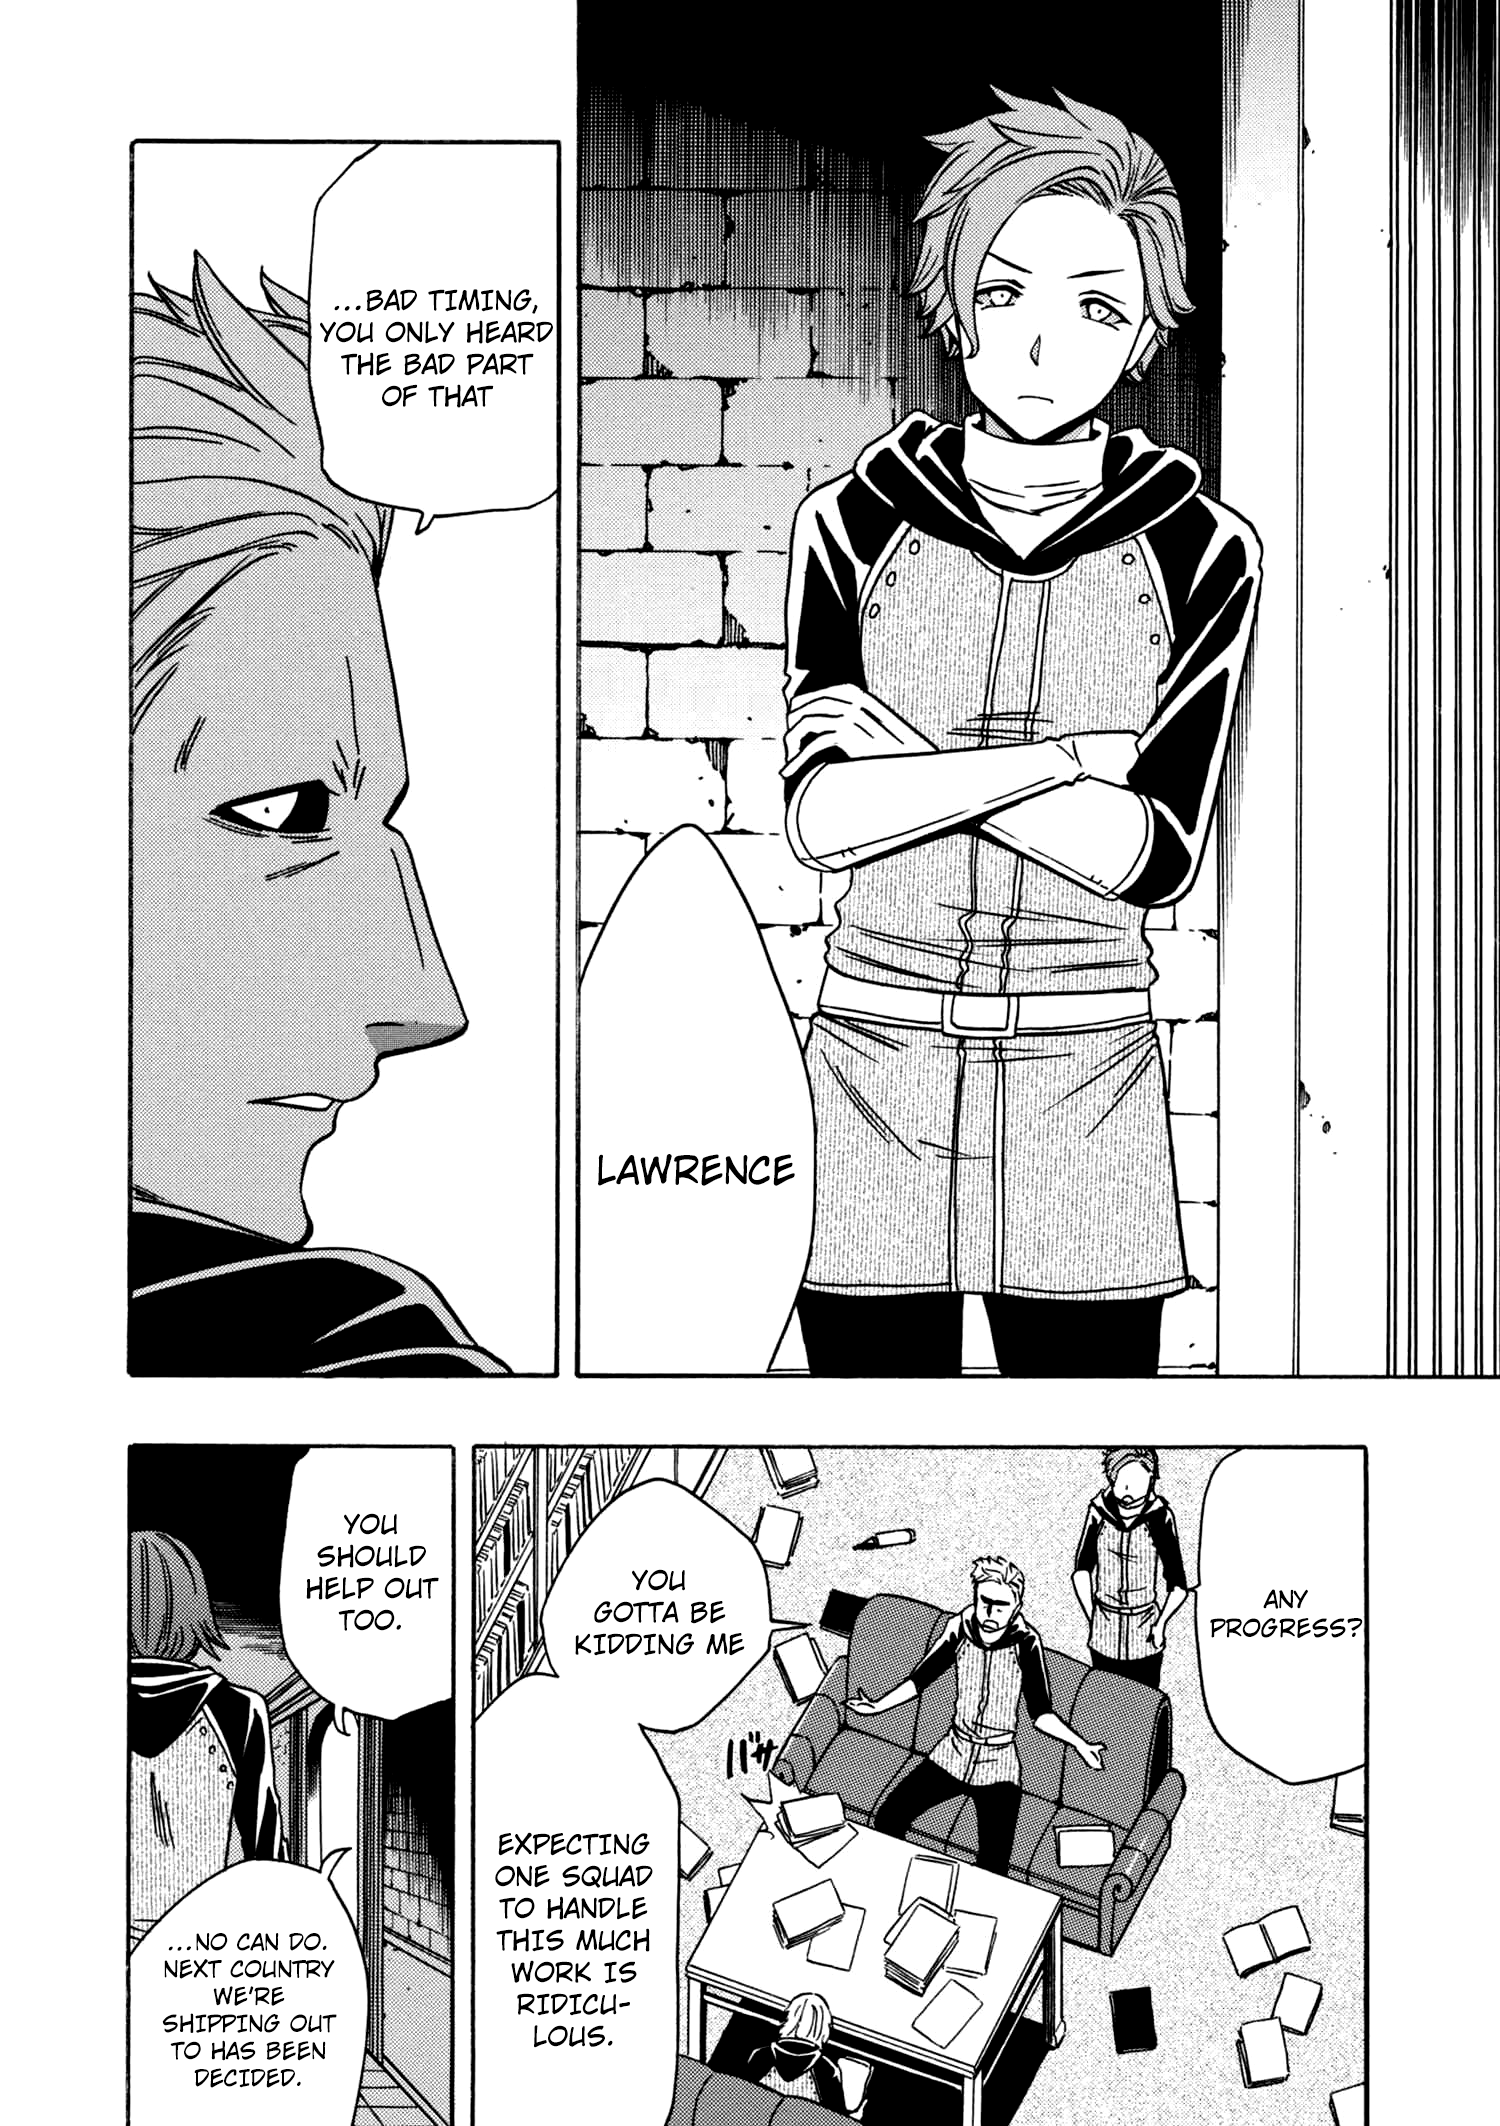 LAWRENCE
...BAD TIMING,
YOU ONLY HEARD
THE BAD PART
OF THAT
ANY
PROGRESS?
YOU
GOTTA BE
KIDDING ME
バサ
EXPECTING
ONE SQUAD
TO HANDLE
THIS MUCH
WORK IS
RIDICU-
LOUS.
YOU
SHOULD
HELP OUT
TOO.
...NO CAN DO.
NEXT COUNTRY
WE'RE
SHIPPING OUT
TO HAS BEEN
DECIDED.